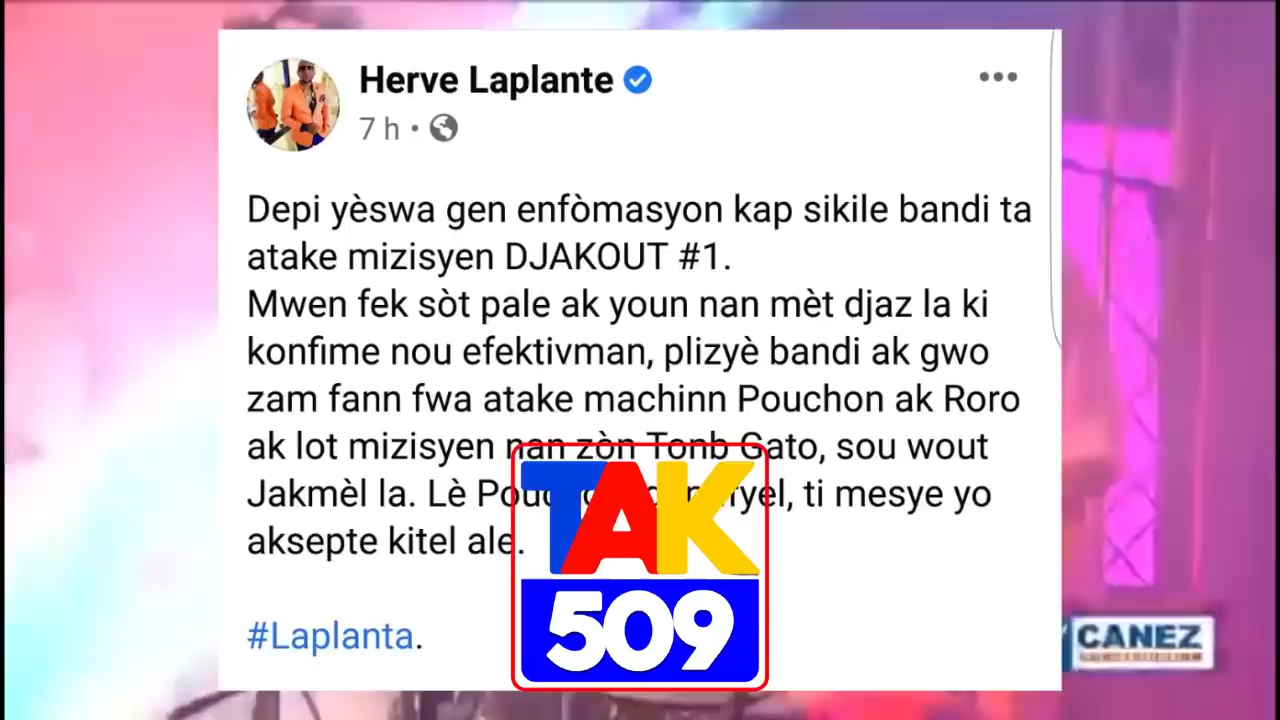 Herve Laplante
7 h •
Depi yèswa gen enfòmasyon kap sikile bandi ta
atake mizisyen DJAKOUT #1.
Mwen fek sòt pale ak youn nan mèt djaz la ki
konfime nou efektivman, plizyè bandi ak gwo
zam fann fwa atake machinn Pouchon ak Roro
ak lot mizisyen nan zòn Tonb Gato, sou wout
Jakmèl la. Lè ti mesye yo
aksepte kitel ale.
#Laplanta.
TAK
509
CANEZ